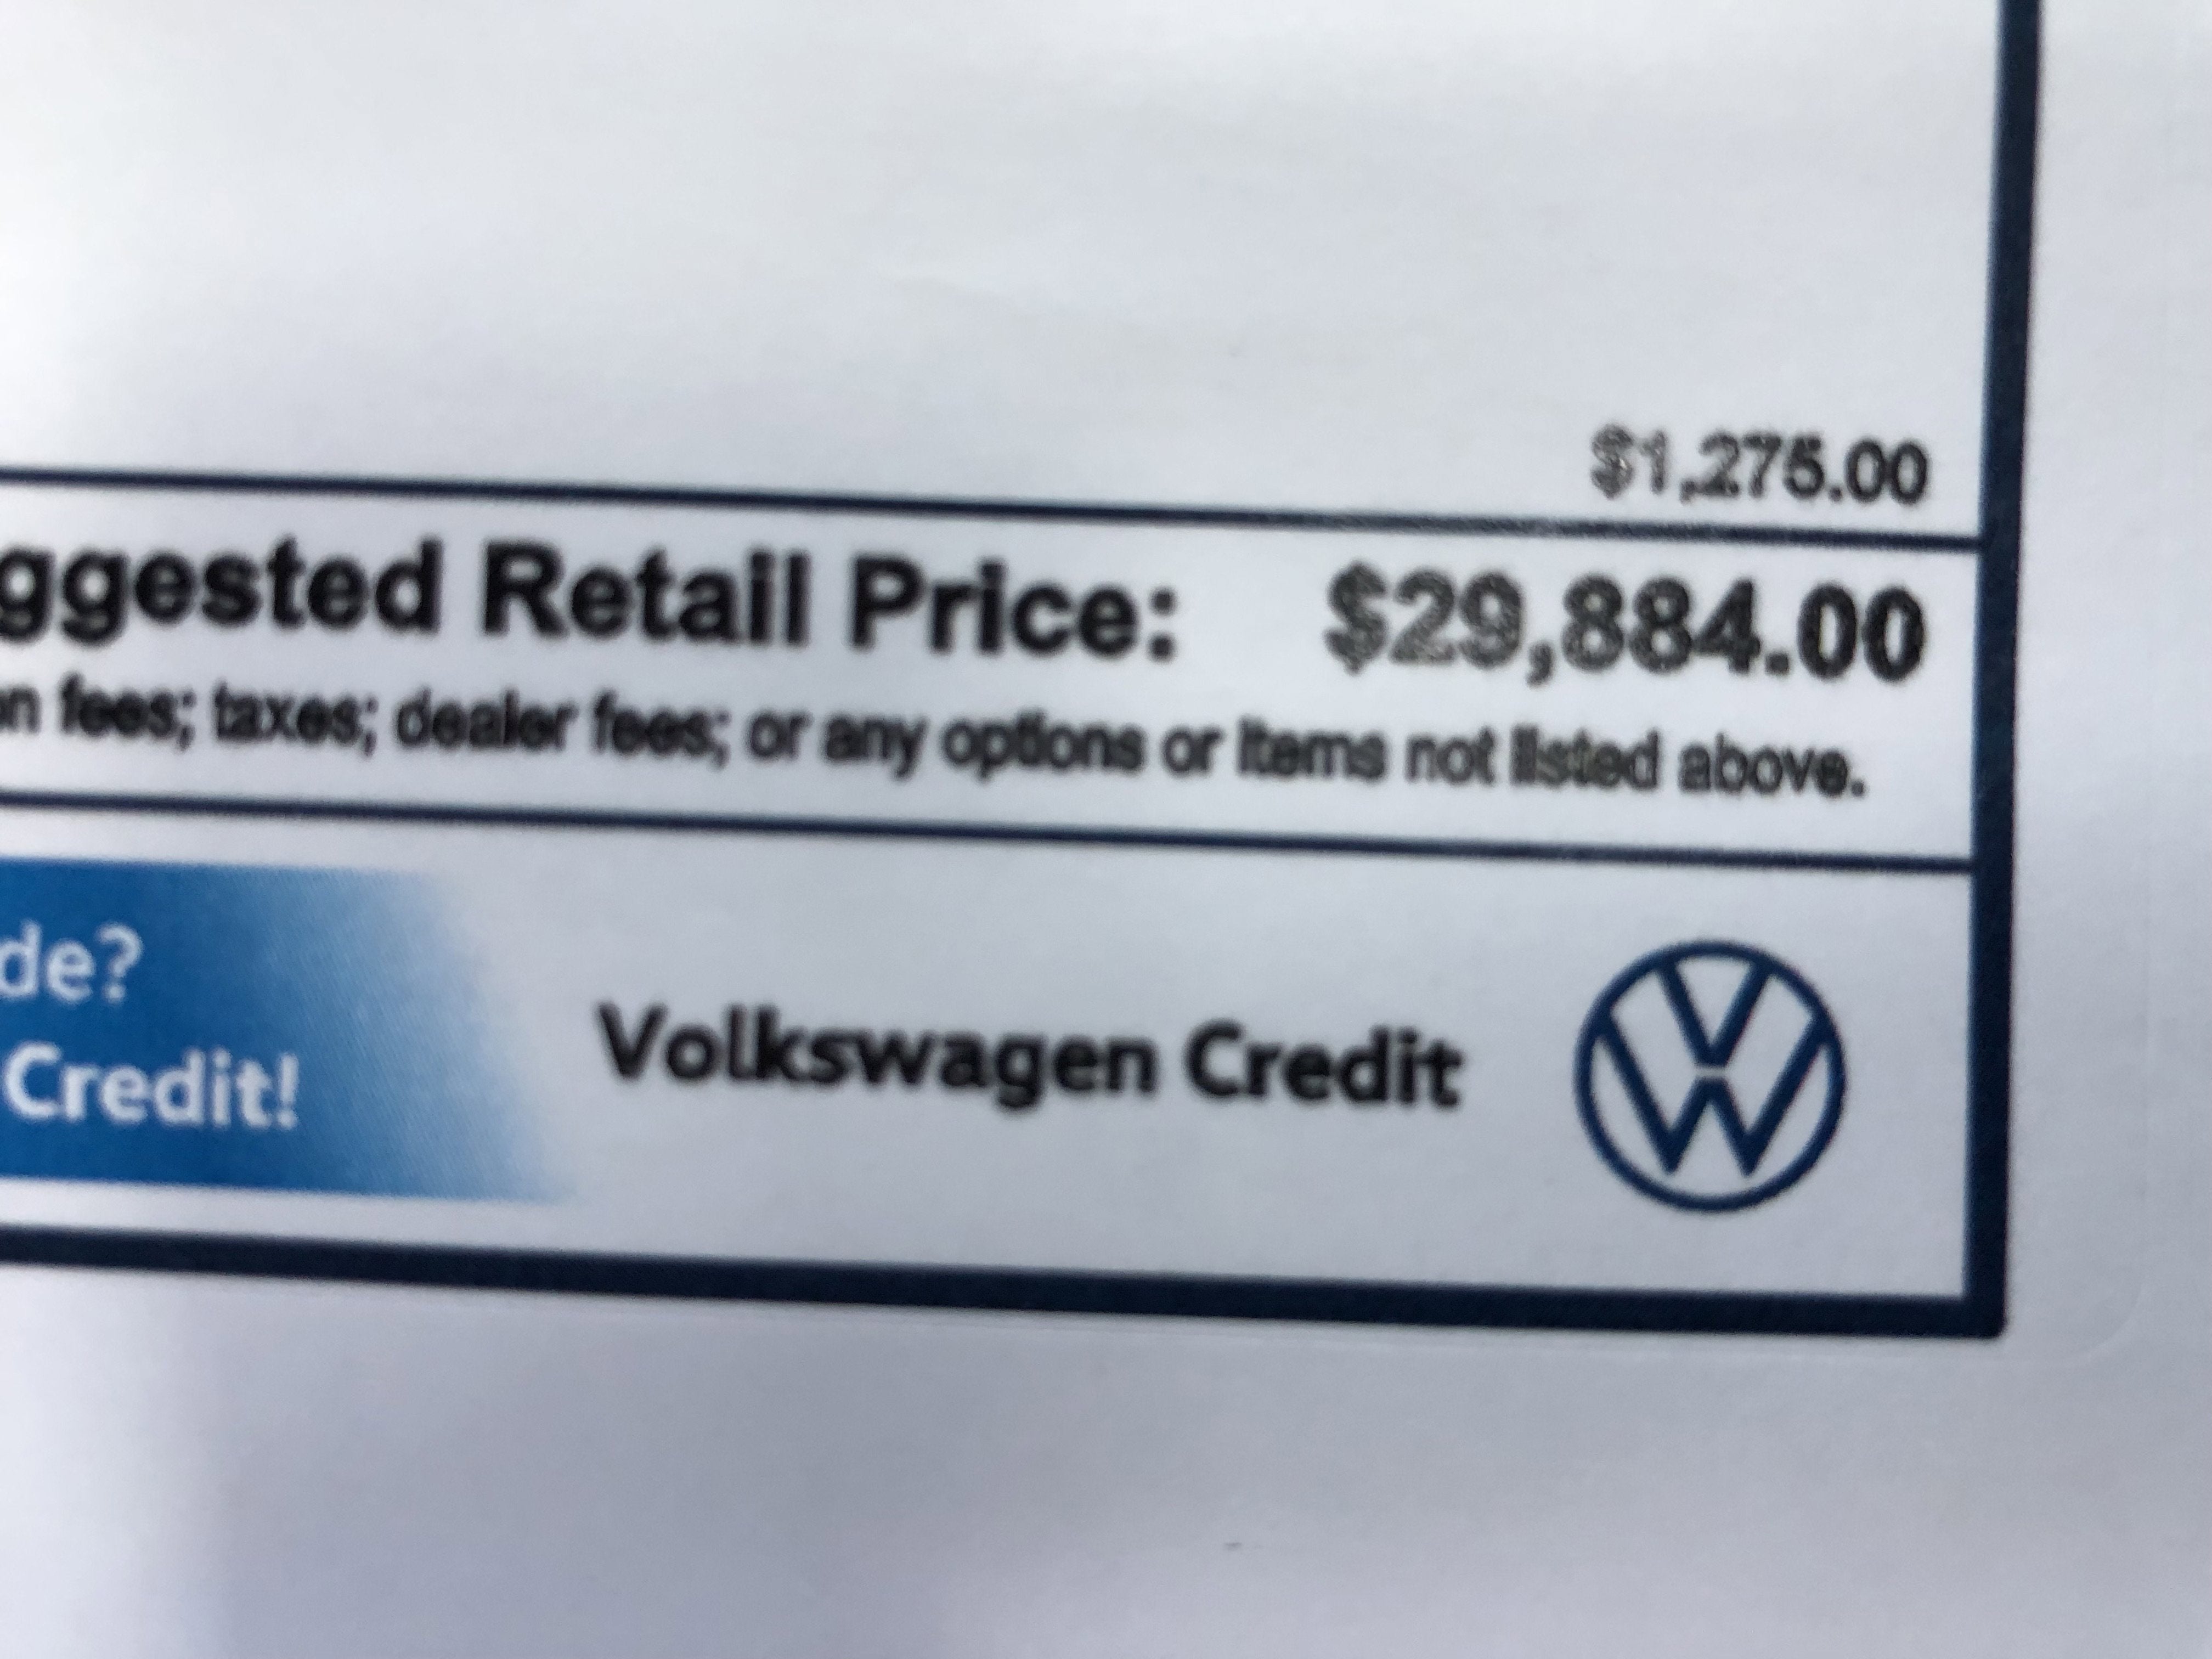 $1,275.00
ggested Retail Price: $29,884.00
on fees; taxes; dealer fees; or any options or items not listed above.
de?
Credit!
Volkswagen Credit